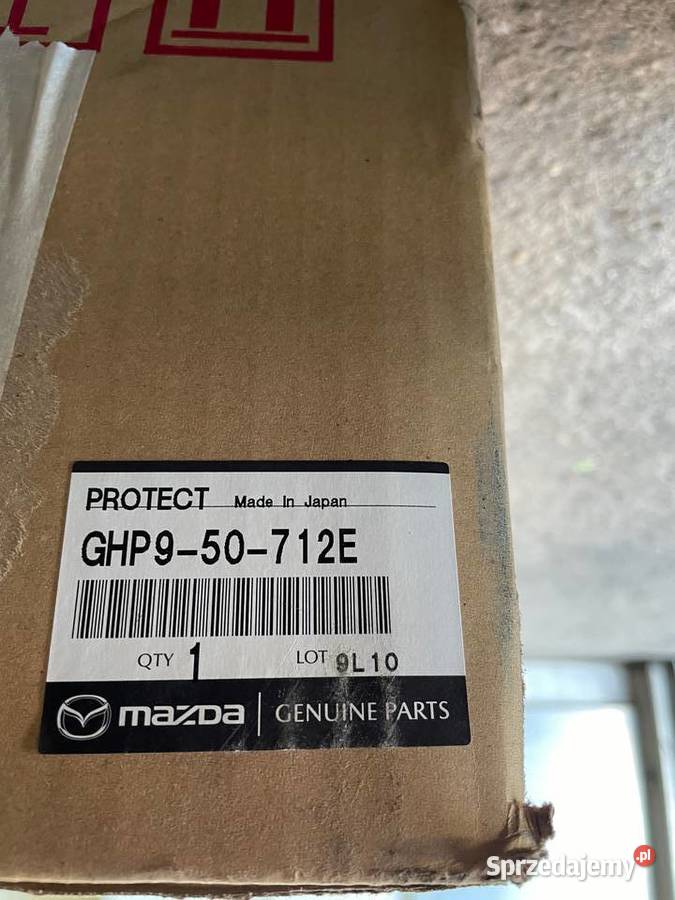 PROTECT Made In Japan
GHP9-50-712E
QTY 1 LOT 9L10
mazda GENUINE PARTS
Sprzedajemy.pl